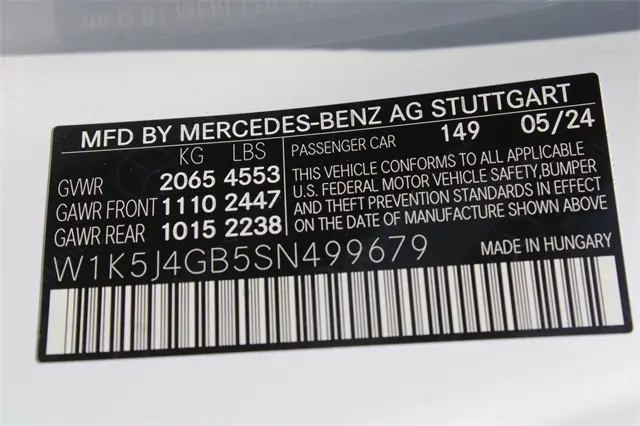 MFD BY MERCEDES-BENZ AG STUTTGART
KG LBS
GVWR 2065 4553
GAWR FRONT 1110 2447
GAWR REAR 1015 2238
PASSENGER CAR 149 05/24
THIS VEHICLE CONFORMS TO ALL APPLICABLE
U.S. FEDERAL MOTOR VEHICLE SAFETY,BUMPER
AND THEFT PREVENTION STANDARDS IN EFFECT
ON THE DATE OF MANUFACTURE SHOWN ABOVE
W1K5J4GB5SN499679
MADE IN HUNGARY